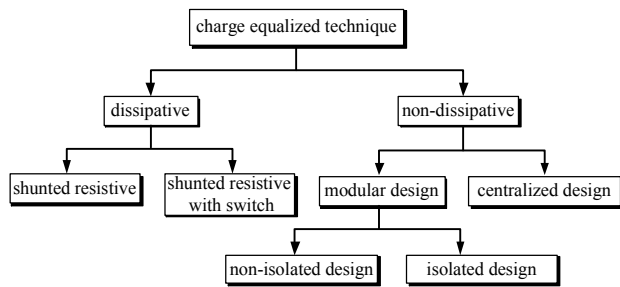 charge equalized technique
dissipative
non-dissipative
shunted resistive
shunted resistive
with switch
modular design
centralized design
non-isolated design
isolated design